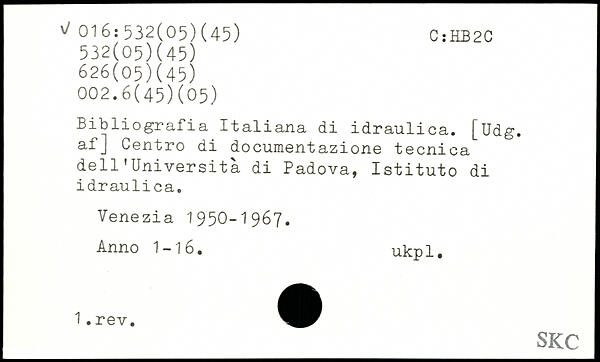 √ 016:532(05)(45) C:HB2C
532(05)(45)
626(05)(45)
002.6(45)(05)
Bibliografia Italiana di idraulica. [Udg.
af] Centro di documentazione tecnica
dell'Università di Padova, Istituto di
idraulica.
Venezia 1950-1967.
Anno 1-16. ukpl.
1.rev.
SKC